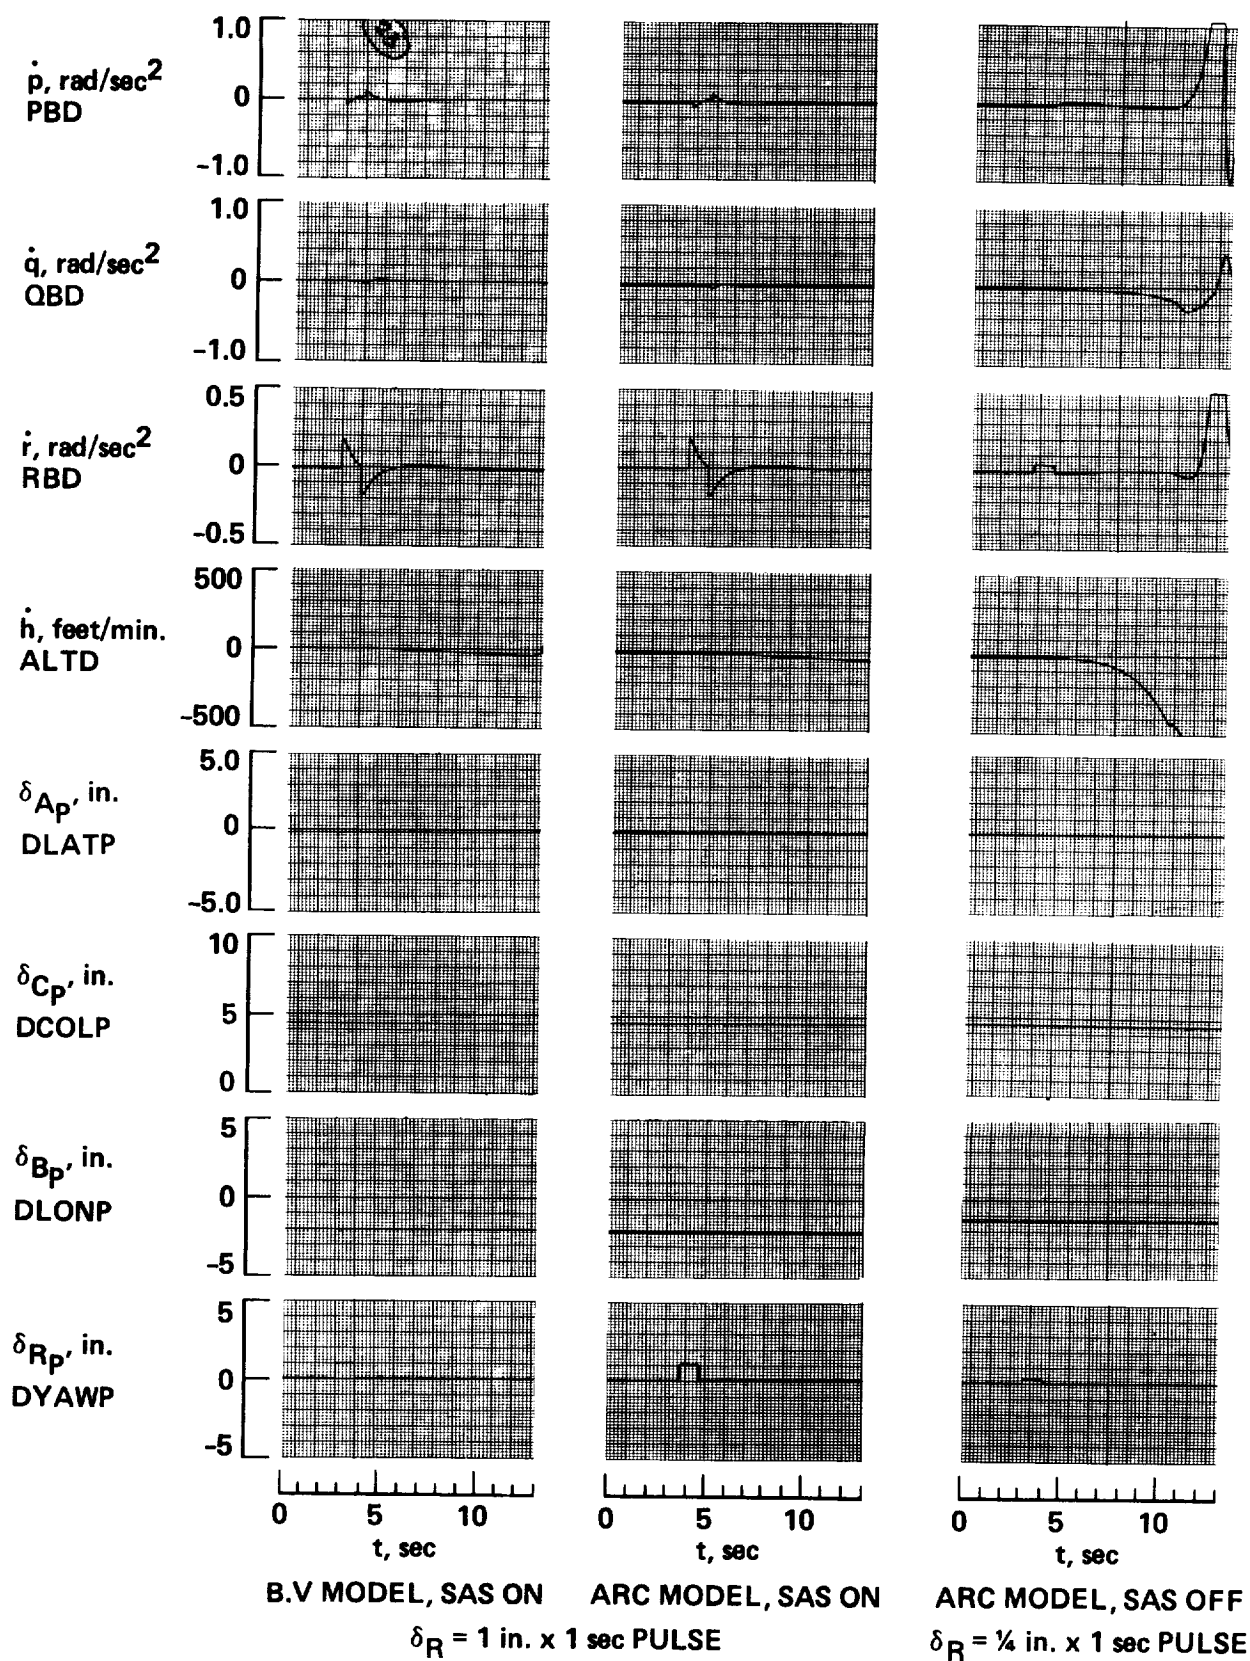 1.0
ṗ, rad/sec²
PBD
0
-1.0
1.0
q̇, rad/sec²
QBD
0
-1.0
0.5
ṙ, rad/sec²
RBD
0
-0.5
500
ḣ, feet/min.
ALTD
0
-500
5.0
δAP, in.
DLATP
0
-5.0
10
δCP, in.
DCOLP
5
0
5
δBP, in.
DLONP
0
-5
5
δRP, in.
DYAWP
0
-5
0 5 10
t, sec
0 5 10
t, sec
0 5 10
t, sec
B.V MODEL, SAS ON
ARC MODEL, SAS ON
ARC MODEL, SAS OFF
δR = 1 in. x 1 sec PULSE
δR = ¼ in. x 1 sec PULSE